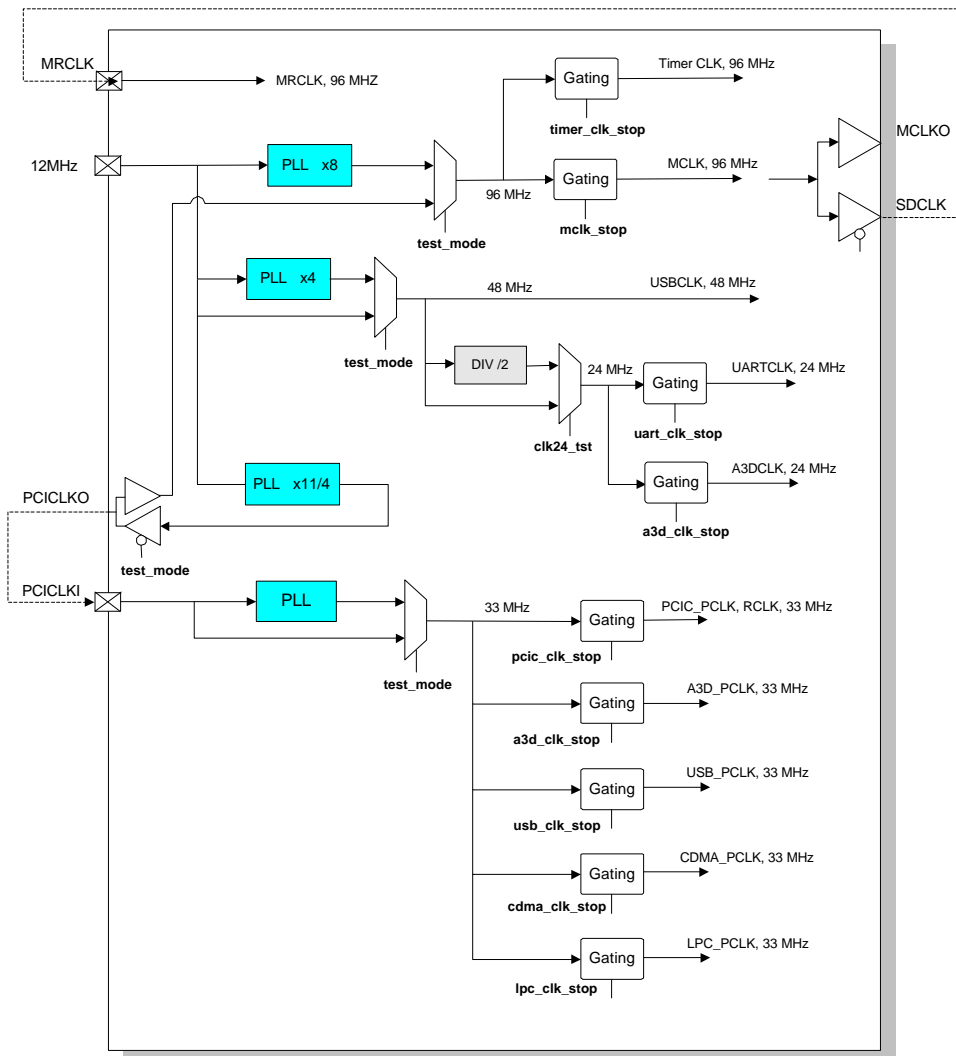 MRCLK
MRCLK, 96 MHZ
Gating
Timer CLK, 96 MHz
timer_clk_stop
12MHz
PLL x8
test_mode
96 MHz
Gating
MCLK, 96 MHz
mclk_stop
MCLKO
SDCLK
PLL x4
test_mode
48 MHz
USBCLK, 48 MHz
DIV /2
clk24_tst
24 MHz
Gating
UARTCLK, 24 MHz
uart_clk_stop
Gating
A3DCLK, 24 MHz
a3d_clk_stop
PLL x11/4
PCICLKO
test_mode
PCICLKI
PLL
test_mode
33 MHz
Gating
PCIC_PCLK, RCLK, 33 MHz
pcic_clk_stop
Gating
A3D_PCLK, 33 MHz
a3d_clk_stop
Gating
USB_PCLK, 33 MHz
usb_clk_stop
Gating
CDMA_PCLK, 33 MHz
cdma_clk_stop
Gating
LPC_PCLK, 33 MHz
lpc_clk_stop